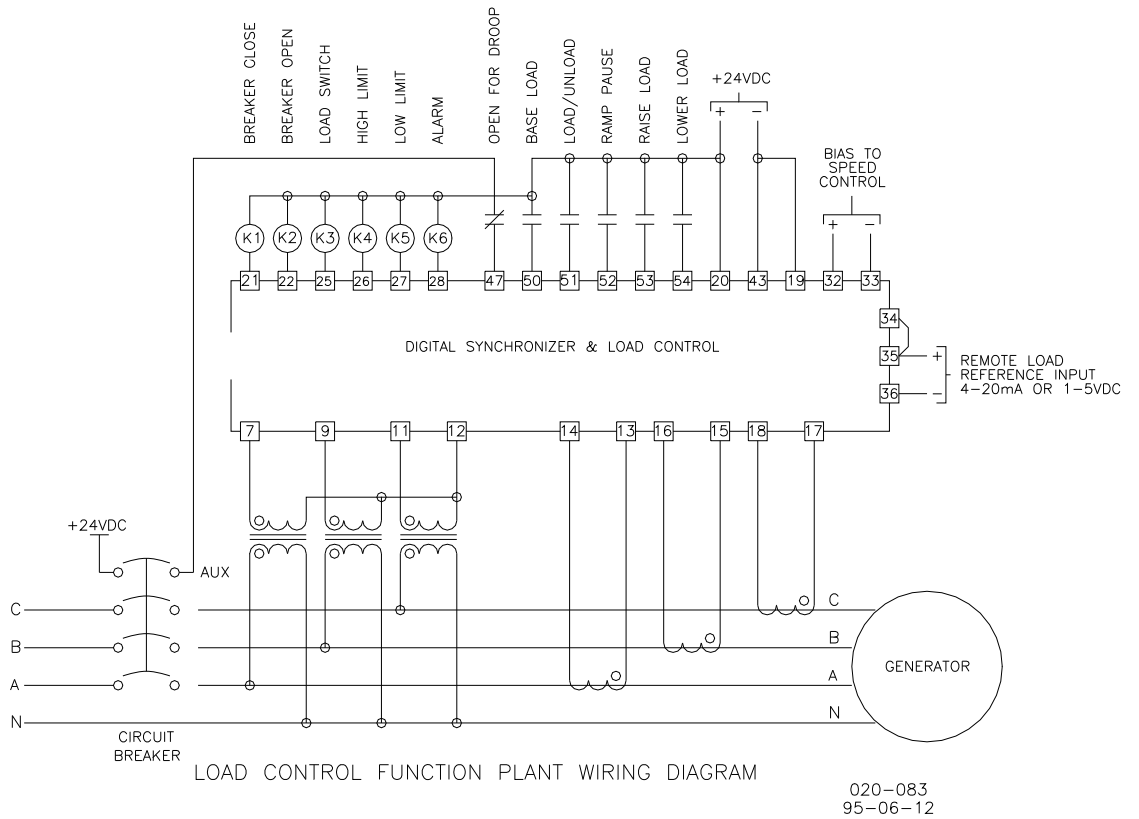 BREAKER CLOSE
BREAKER OPEN
LOAD SWITCH
HIGH LIMIT
LOW LIMIT
ALARM
OPEN FOR DROOP
BASE LOAD
LOAD/UNLOAD
RAMP PAUSE
RAISE LOAD
LOWER LOAD
+24VDC
+ −
BIAS TO
SPEED
CONTROL
+ −
K1 K2 K3 K4 K5 K6
21 22 25 26 27 28 47 50 51 52 53 54 20 43 19 32 33
34
35
36
DIGITAL SYNCHRONIZER & LOAD CONTROL
+
−
REMOTE LOAD
REFERENCE INPUT
4−20mA OR 1−5VDC
7 9 11 12 14 13 16 15 18 17
+24VDC
AUX
C C
B B
A A
N N
GENERATOR
CIRCUIT
BREAKER
LOAD CONTROL FUNCTION PLANT WIRING DIAGRAM
020−083
95−06−12